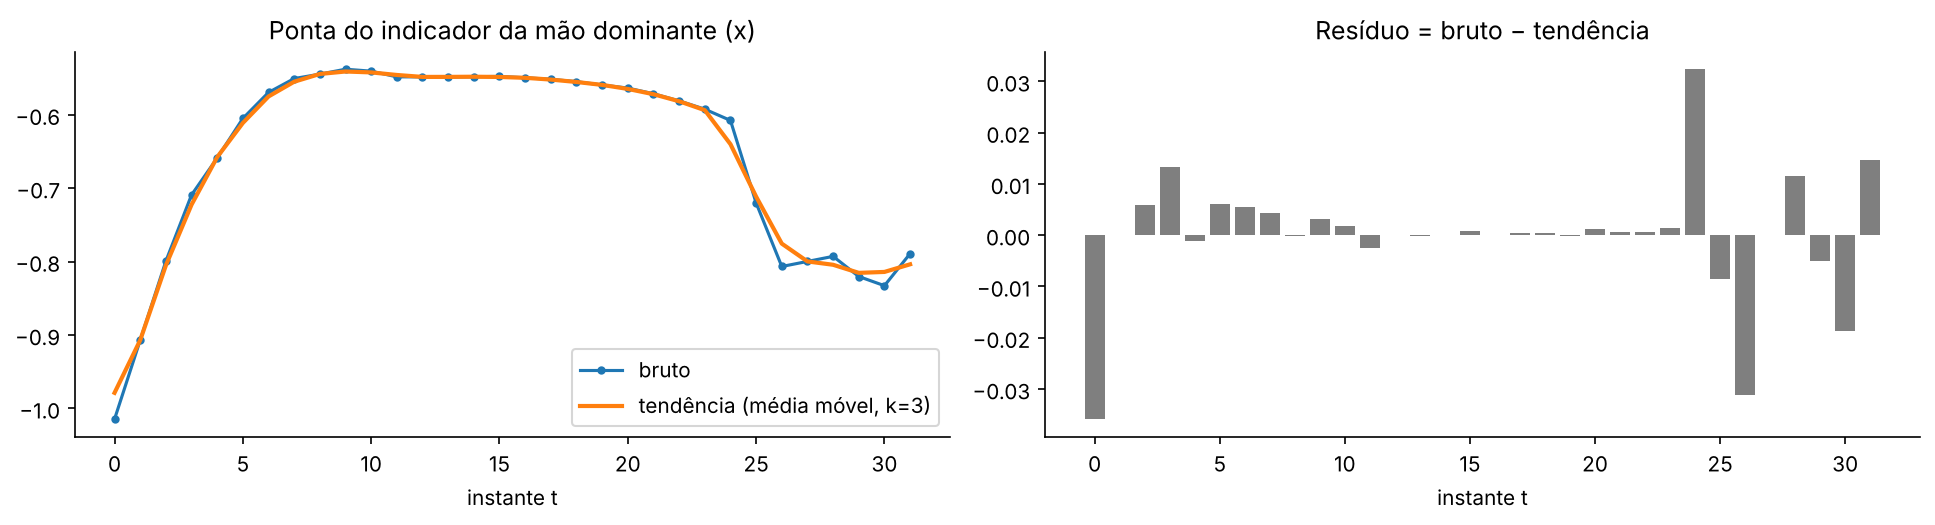 Ponta do indicador da mão dominante (x)
−0.6
−0.7
−0.8
−0.9
−1.0
0 5 10 15 20 25 30
instante t
bruto
tendência (média móvel, k=3)
Resíduo = bruto − tendência
0.03
0.02
0.01
0.00
−0.01
−0.02
−0.03
0 5 10 15 20 25 30
instante t